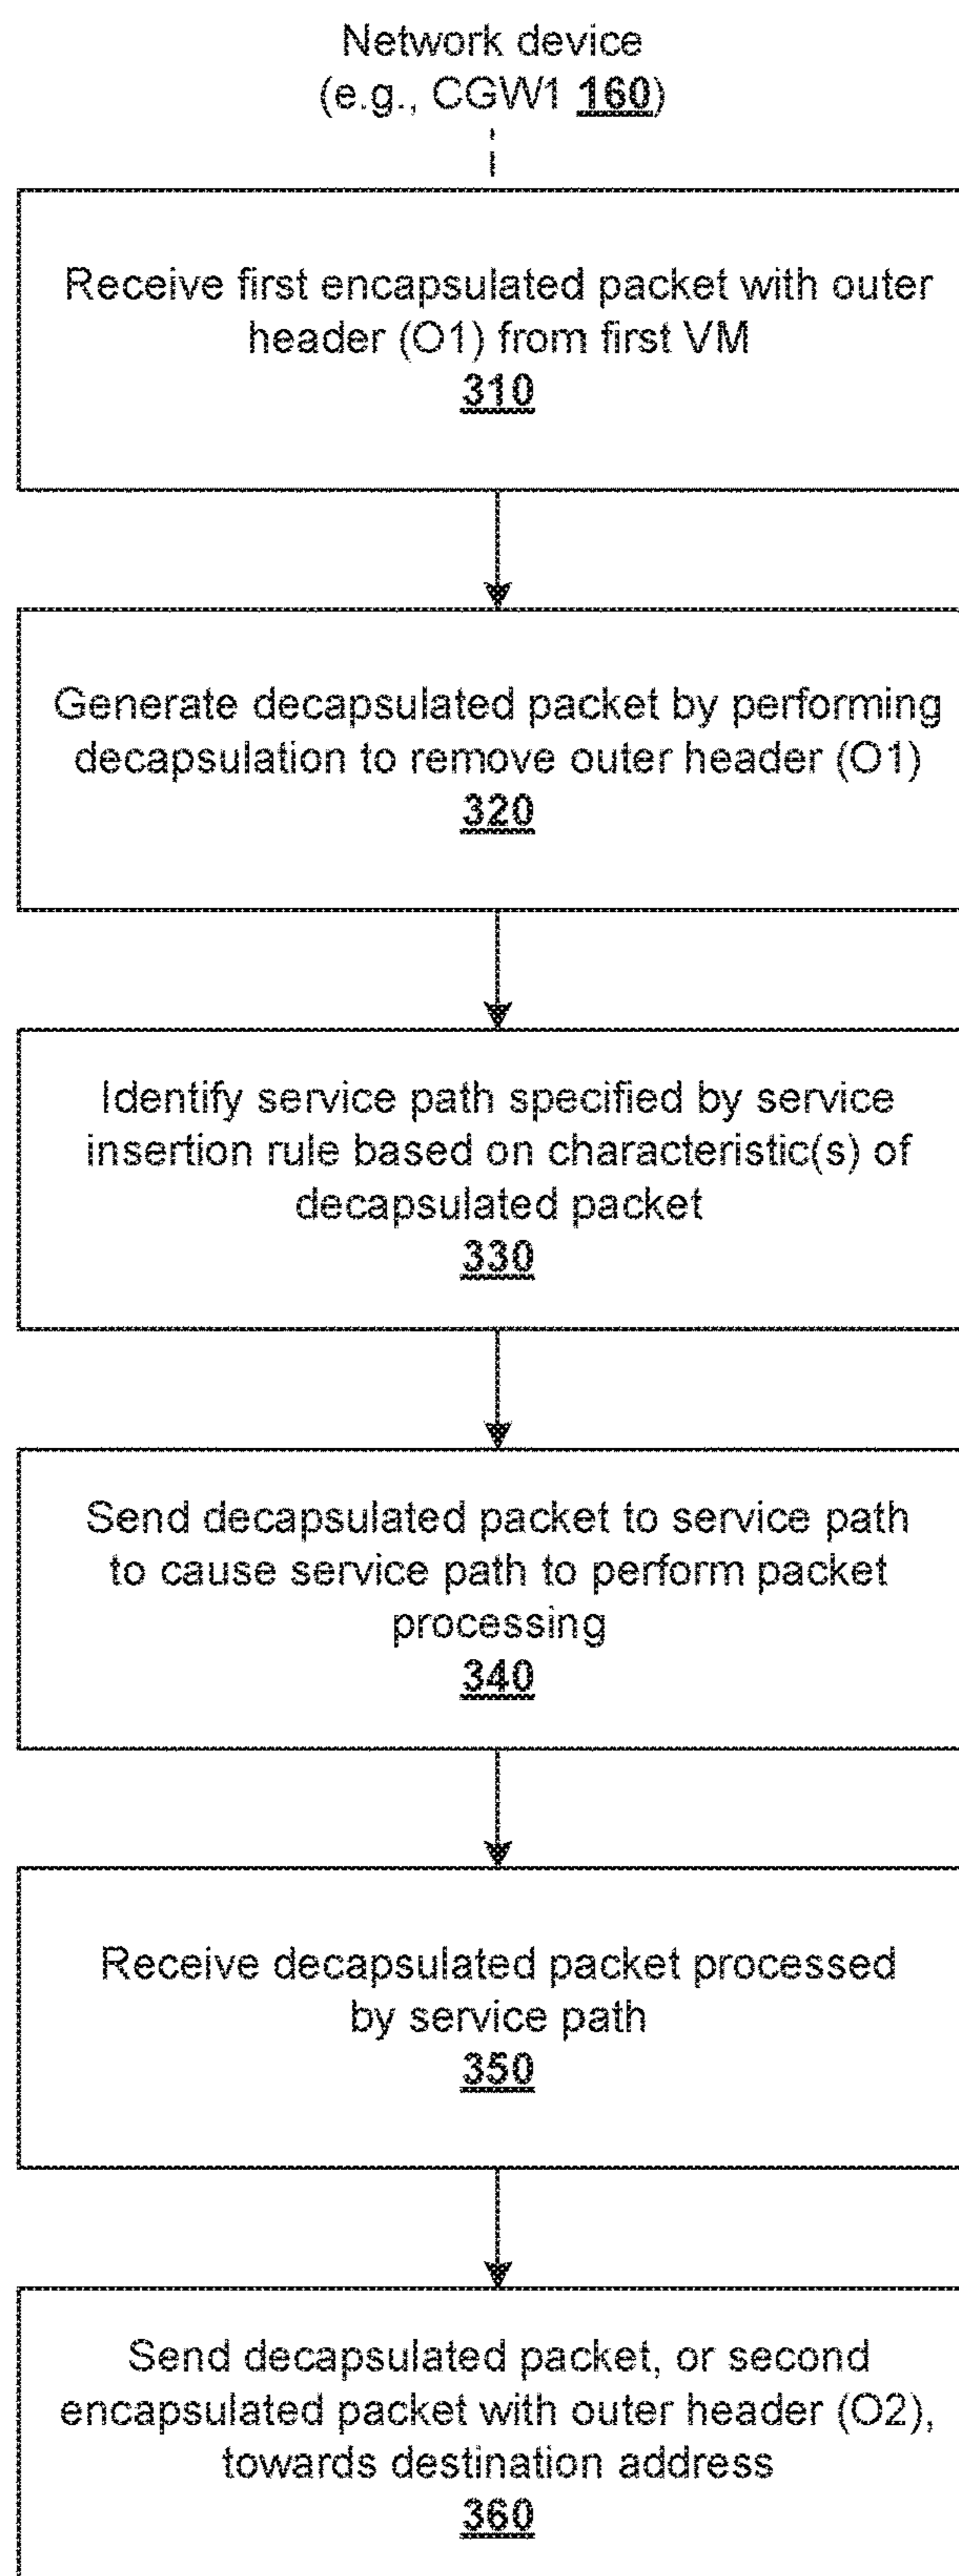 Network device
(e.g., CGW1 160)
Receive first encapsulated packet with outer
header (O1) from first VM
310
Generate decapsulated packet by performing
decapsulation to remove outer header (O1)
320
Identify service path specified by service
insertion rule based on characteristic(s) of
decapsulated packet
330
Send decapsulated packet to service path
to cause service path to perform packet
processing
340
Receive decapsulated packet processed
by service path
350
Send decapsulated packet, or second
encapsulated packet with outer header (O2),
towards destination address
360